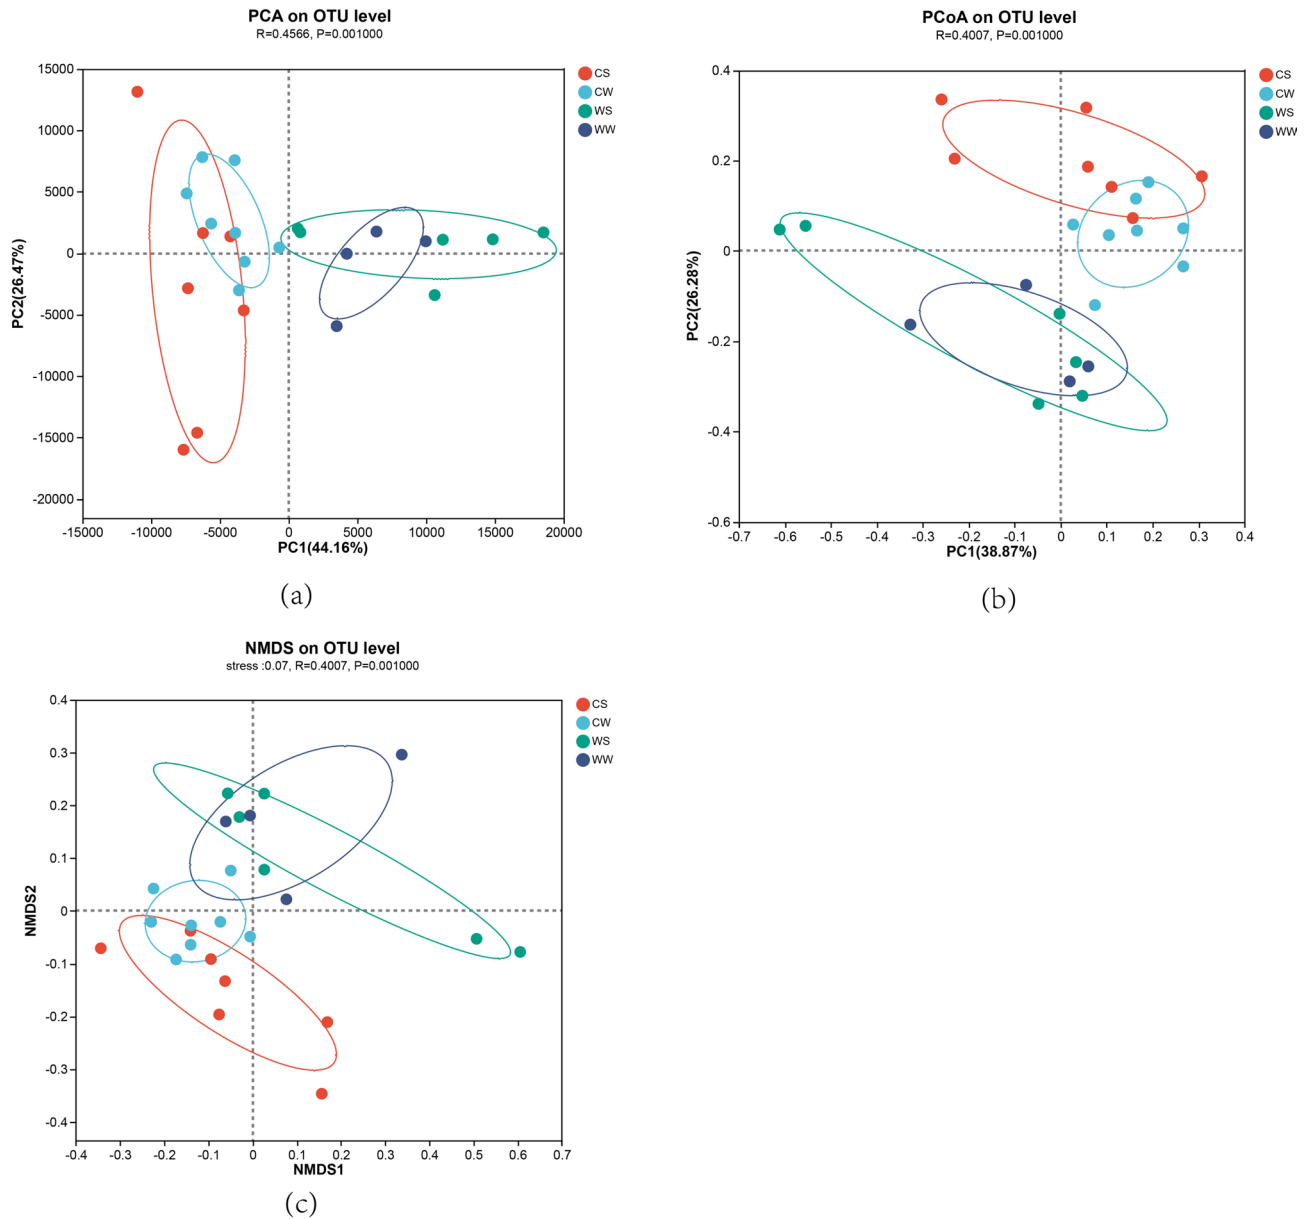 PCA on OTU level
R=0.4566, P=0.001000
CS
CW
WS
WW
15000
10000
5000
0
-5000
-10000
-15000
-20000
PC2(26.47%)
-15000 -10000 -5000 0 5000 10000 15000 20000
PC1(44.16%)
(a)
PCoA on OTU level
R=0.4007, P=0.001000
CS
CW
WS
WW
0.4
0.2
0
-0.2
-0.4
-0.6
PC2(26.28%)
-0.7 -0.6 -0.5 -0.4 -0.3 -0.2 -0.1 0 0.1 0.2 0.3 0.4
PC1(38.87%)
(b)
NMDS on OTU level
stress :0.07, R=0.4007, P=0.001000
CS
CW
WS
WW
0.4
0.3
0.2
0.1
0
-0.1
-0.2
-0.3
-0.4
NMDS2
-0.4 -0.3 -0.2 -0.1 0 0.1 0.2 0.3 0.4 0.5 0.6 0.7
NMDS1
(c)